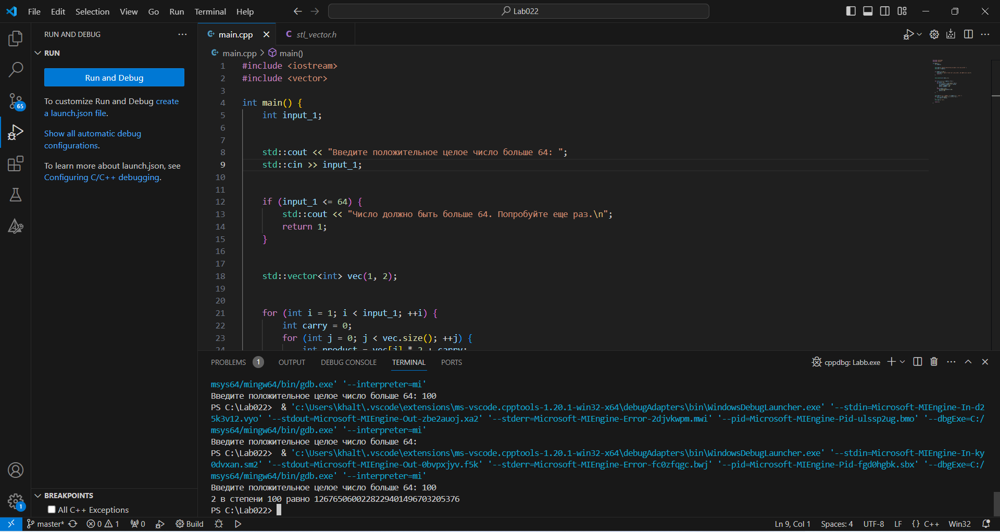 File Edit Selection View Go Run Terminal Help
Lab022
RUN AND DEBUG
RUN
Run and Debug
To customize Run and Debug create
a launch.json file.
Show all automatic debug
configurations.
To learn more about launch.json, see
Configuring C/C++ debugging.
65
1
BREAKPOINTS
All C++ Exceptions
main.cpp
stl_vector.h
main.cpp > main()
1 #include <iostream>
2 #include <vector>
3
4 int main() {
5 int input_1;
6
7
8 std::cout << "Введите положительное целое число больше 64: ";
9 std::cin >> input_1;
10
11
12 if (input_1 <= 64) {
13 std::cout << "Число должно быть больше 64. Попробуйте еще раз.\n";
14 return 1;
15 }
16
17
18 std::vector<int> vec(1, 2);
19
20
21 for (int i = 1; i < input_1; ++i) {
22 int carry = 0;
23 for (int j = 0; j < vec.size(); ++j) {
24 int product = vec[j] * 2 + carry;
PROBLEMS 1 OUTPUT DEBUG CONSOLE TERMINAL PORTS
cppdbg: Labb.exe
msys64/mingw64/bin/gdb.exe' '--interpreter=mi'
Введите положительное целое число больше 64: 100
PS C:\Lab022> & 'c:\Users\khalt\.vscode\extensions\ms-vscode.cpptools-1.20.1-win32-x64\debugAdapters\bin\WindowsDebugLauncher.exe' '--stdin=Microsoft-MIEngine-In-d2
5k3v12.vyo' '--stdout=Microsoft-MIEngine-Out-zbe2auoj.xa2' '--stderr=Microsoft-MIEngine-Error-2djvkwpm.mwi' '--pid=Microsoft-MIEngine-Pid-ulssp2ug.bmo' '--dbgExe=C:/
msys64/mingw64/bin/gdb.exe' '--interpreter=mi'
Введите положительное целое число больше 64:
PS C:\Lab022> & 'c:\Users\khalt\.vscode\extensions\ms-vscode.cpptools-1.20.1-win32-x64\debugAdapters\bin\WindowsDebugLauncher.exe' '--stdin=Microsoft-MIEngine-In-ky
0dvxan.sm2' '--stdout=Microsoft-MIEngine-Out-0bvpxjyv.f5k' '--stderr=Microsoft-MIEngine-Error-fc0zfqgc.bwj' '--pid=Microsoft-MIEngine-Pid-fgd0hgbk.sbx' '--dbgExe=C:/
msys64/mingw64/bin/gdb.exe' '--interpreter=mi'
Введите положительное целое число больше 64: 100
2 в степени 100 равно 1267650600228229401496703205376
PS C:\Lab022>
master* 0 1 0 Build
Ln 9, Col 1 Spaces: 4 UTF-8 LF {} C++ Win32